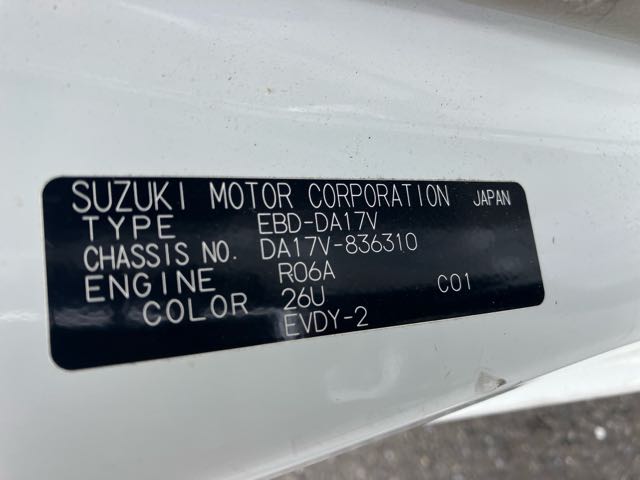 SUZUKI MOTOR CORPORATION JAPAN
TYPE EBD-DA17V
CHASSIS NO. DA17V-836310
ENGINE R06A
COLOR 26U C01
EVDY-2